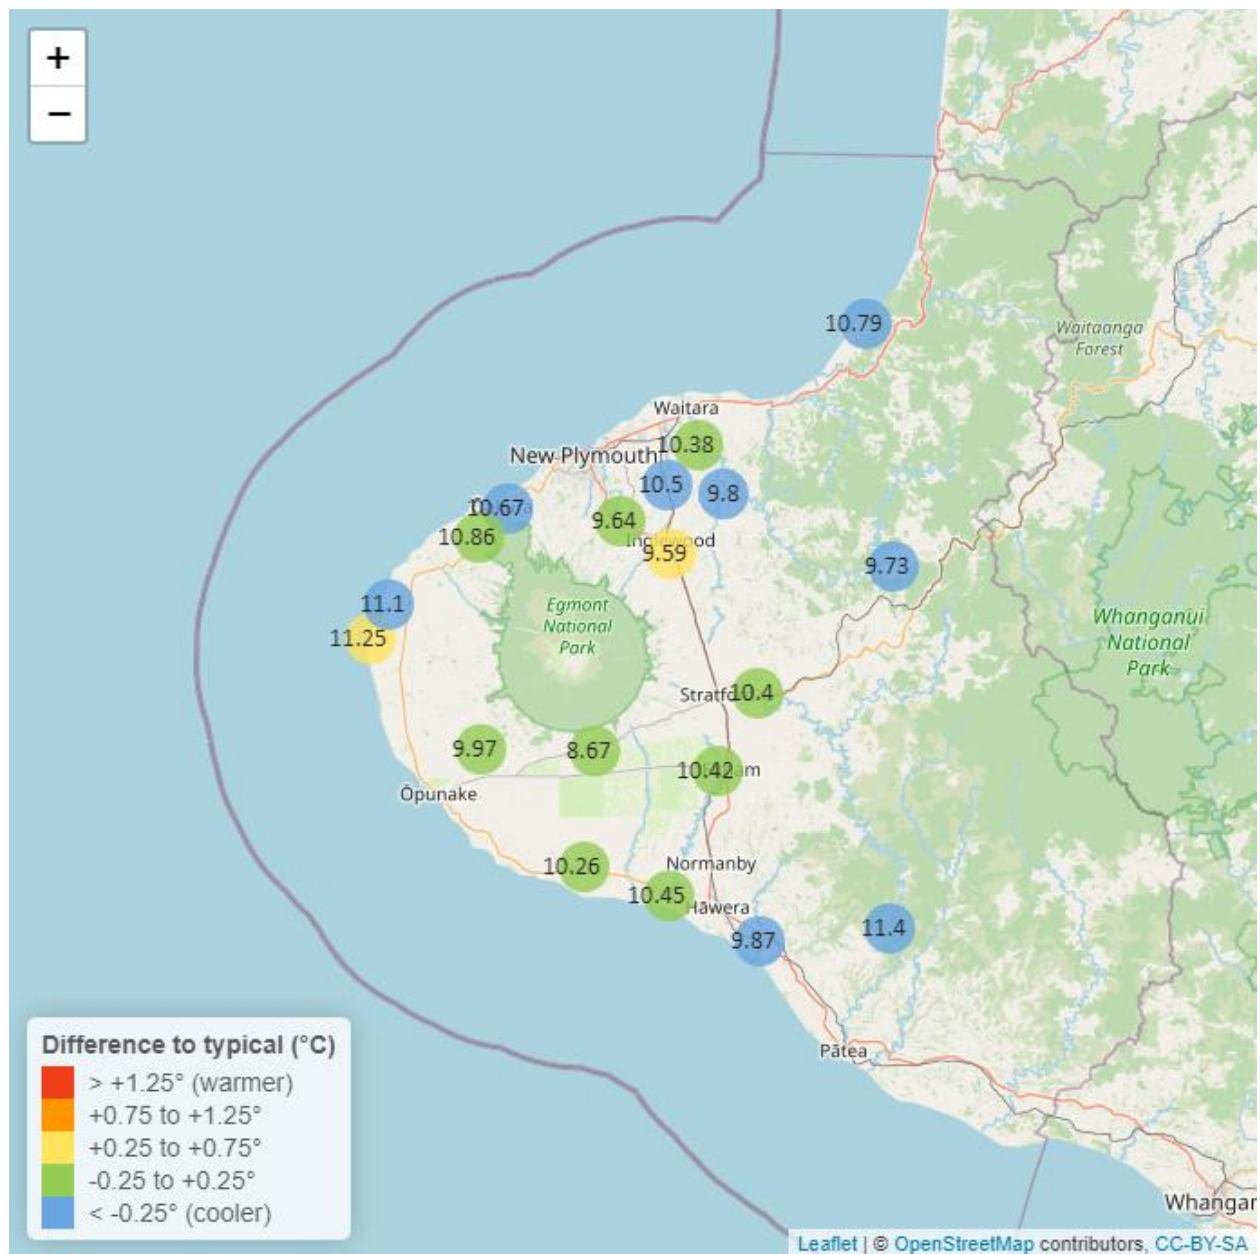 +
−
10.79
Waitaanga
Forest
Waitara
10.38
New Plymouth
10.5
9.8
10.67
9.64
10.86
9.59
9.73
11.1
Egmont
National
Park
Whanganui
National
Park
11.25
10.4
9.97
8.67
10.42
Ōpunake
Normanby
10.26
10.45
Hāwera
9.87
11.4
Pātea
Difference to typical (°C)
> +1.25° (warmer)
+0.75 to +1.25°
+0.25 to +0.75°
-0.25 to +0.25°
< -0.25° (cooler)
Whangar
Leaflet | © OpenStreetMap contributors, CC-BY-SA